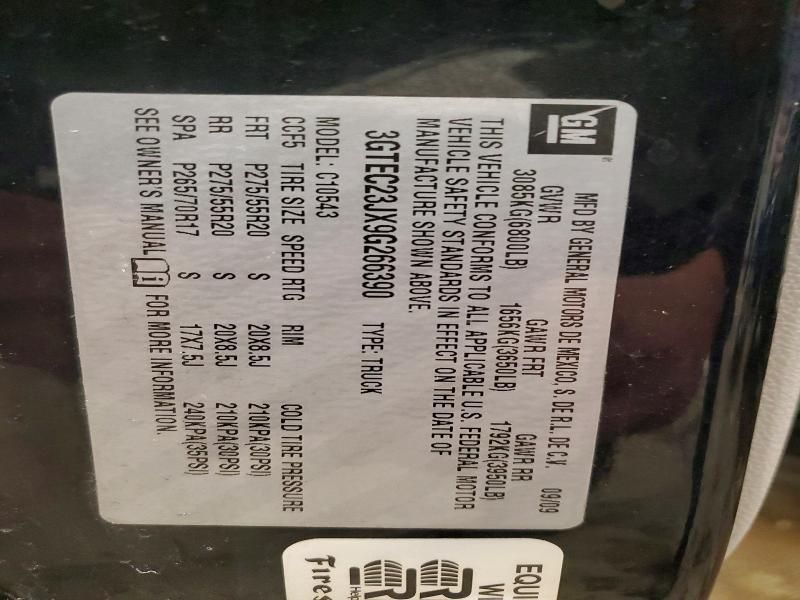 GM
MFD BY GENERAL MOTORS DE MEXICO, S. DE R.L. DE C.V. 09/09
GVWR GAWR FRT GAWR RR
3085KG(6800LB) 1656KG(3650LB) 1792KG(3950LB)
THIS VEHICLE CONFORMS TO ALL APPLICABLE U.S. FEDERAL MOTOR
VEHICLE SAFETY STANDARDS IN EFFECT ON THE DATE OF
MANUFACTURE SHOWN ABOVE.
3GTEC23JX9G266390 TYPE: TRUCK
MODEL: C10543
CCF5 TIRE SIZE SPEED RTG RIM COLD TIRE PRESSURE
FRT P275/55R20 S 20X8.5J 210KPA(30PSI)
RR P275/55R20 S 20X8.5J 210KPA(30PSI)
SPA P265/70R17 S 17X7.5J 240KPA(35PSI)
SEE OWNER'S MANUAL FOR MORE INFORMATION.
EQUI
W
Help
Fires